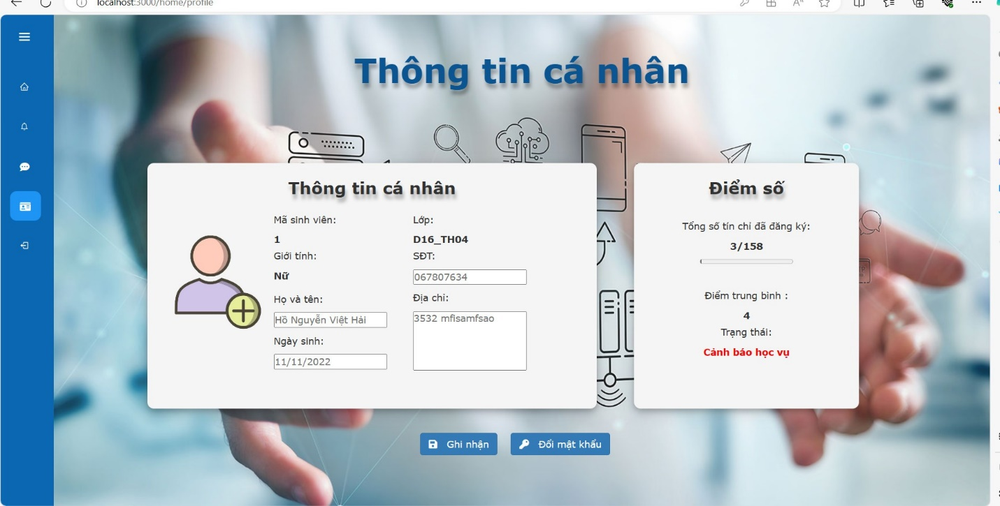 localhost:3000/home/profile
Thông tin cá nhân
Thông tin cá nhân
Mã sinh viên:
1
Giới tính:
Nữ
Họ và tên:
Hồ Nguyễn Việt Hải
Ngày sinh:
11/11/2022
Lớp:
D16_TH04
SĐT:
067807634
Địa chỉ:
3532 mfisamfsao
Điểm số
Tổng số tín chỉ đã đăng ký:
3/158
Điểm trung bình :
4
Trạng thái:
Cảnh báo học vụ
Ghi nhận
Đổi mật khẩu